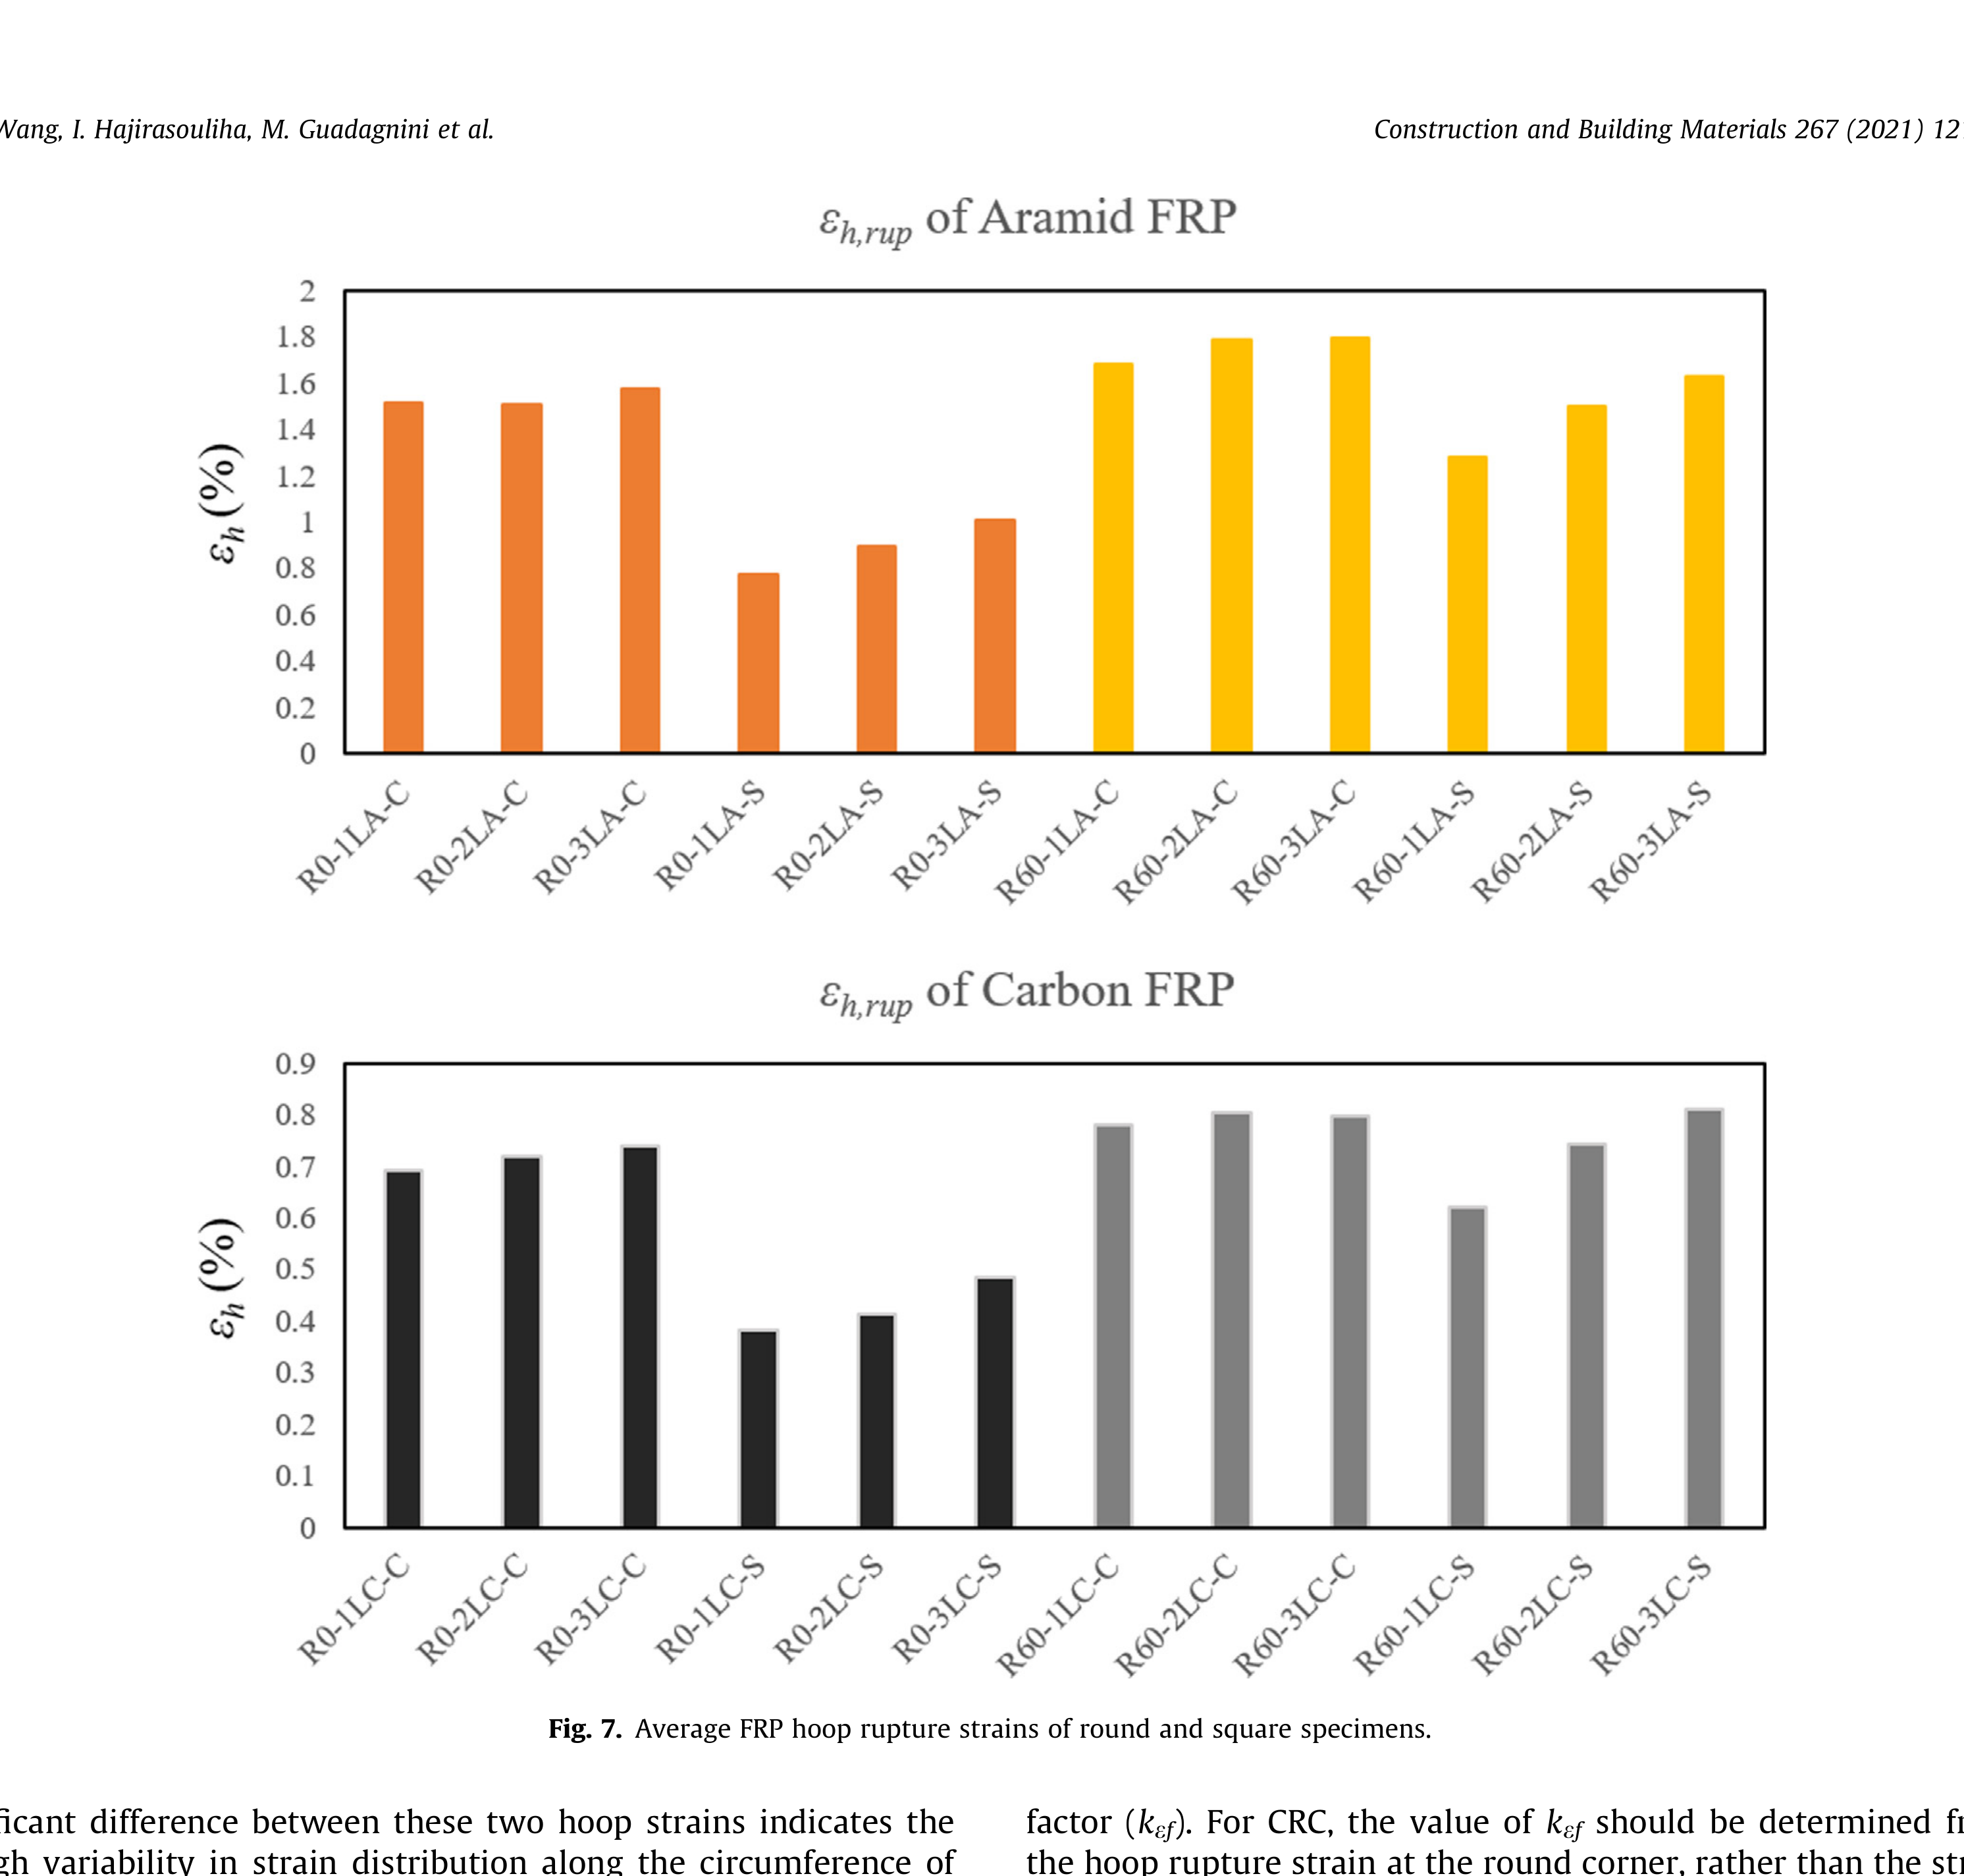 Wang, I. Hajirasouliha, M. Guadagnini et al.
Construction and Building Materials 267 (2021) 12
εh,rup of Aramid FRP
2
1.8
1.6
1.4
1.2
1
0.8
0.6
0.4
0.2
0
εh (%)
R0-1LA-C
R0-2LA-C
R0-3LA-C
R0-1LA-S
R0-2LA-S
R0-3LA-S
R60-1LA-C
R60-2LA-C
R60-3LA-C
R60-1LA-S
R60-2LA-S
R60-3LA-S
εh,rup of Carbon FRP
0.9
0.8
0.7
0.6
0.5
0.4
0.3
0.2
0.1
0
εh (%)
R0-1LC-C
R0-2LC-C
R0-3LC-C
R0-1LC-S
R0-2LC-S
R0-3LC-S
R60-1LC-C
R60-2LC-C
R60-3LC-C
R60-1LC-S
R60-2LC-S
R60-3LC-S
Fig. 7. Average FRP hoop rupture strains of round and square specimens.
ficant difference between these two hoop strains indicates the
gh variability in strain distribution along the circumference of
factor (kεf). For CRC, the value of kεf should be determined fr
the hoop rupture strain at the round corner, rather than the str